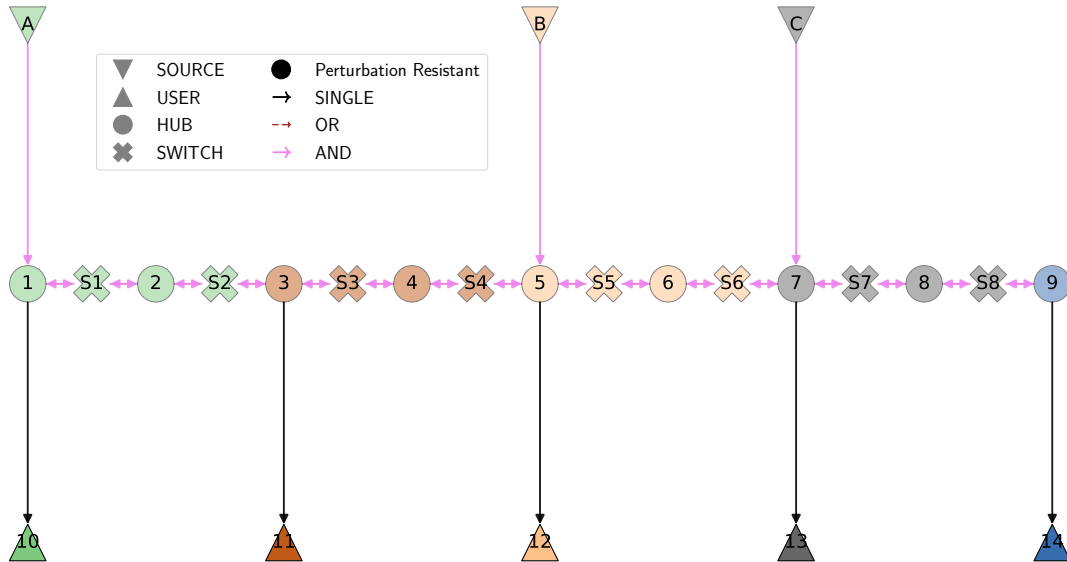 A B C
SOURCE Perturbation Resistant
USER SINGLE
HUB OR
SWITCH AND
1 S1 2 S2 3 S3 4 S4 5 S5 6 S6 7 S7 8 S8 9
10 11 12 13 14